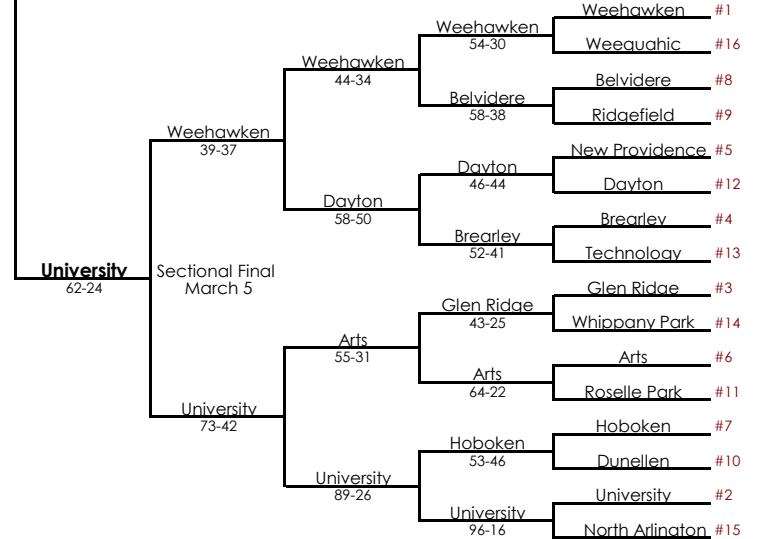 Weehawken #1
Weehawken
54-30
Weequahic #16
Weehawken
44-34
Belvidere #8
Belvidere
58-38
Ridgefield #9
Weehawken
39-37
New Providence #5
Dayton
46-44
Dayton #12
Dayton
58-50
Brearley #4
Brearley
52-41
Technology #13
University
62-24
Sectional Final
March 5
Glen Ridge #3
Glen Ridge
43-25
Whippany Park #14
Arts
55-31
Arts #6
Arts
64-22
Roselle Park #11
University
73-42
Hoboken #7
Hoboken
53-46
Dunellen #10
University
89-26
University #2
University
96-16
North Arlington #15